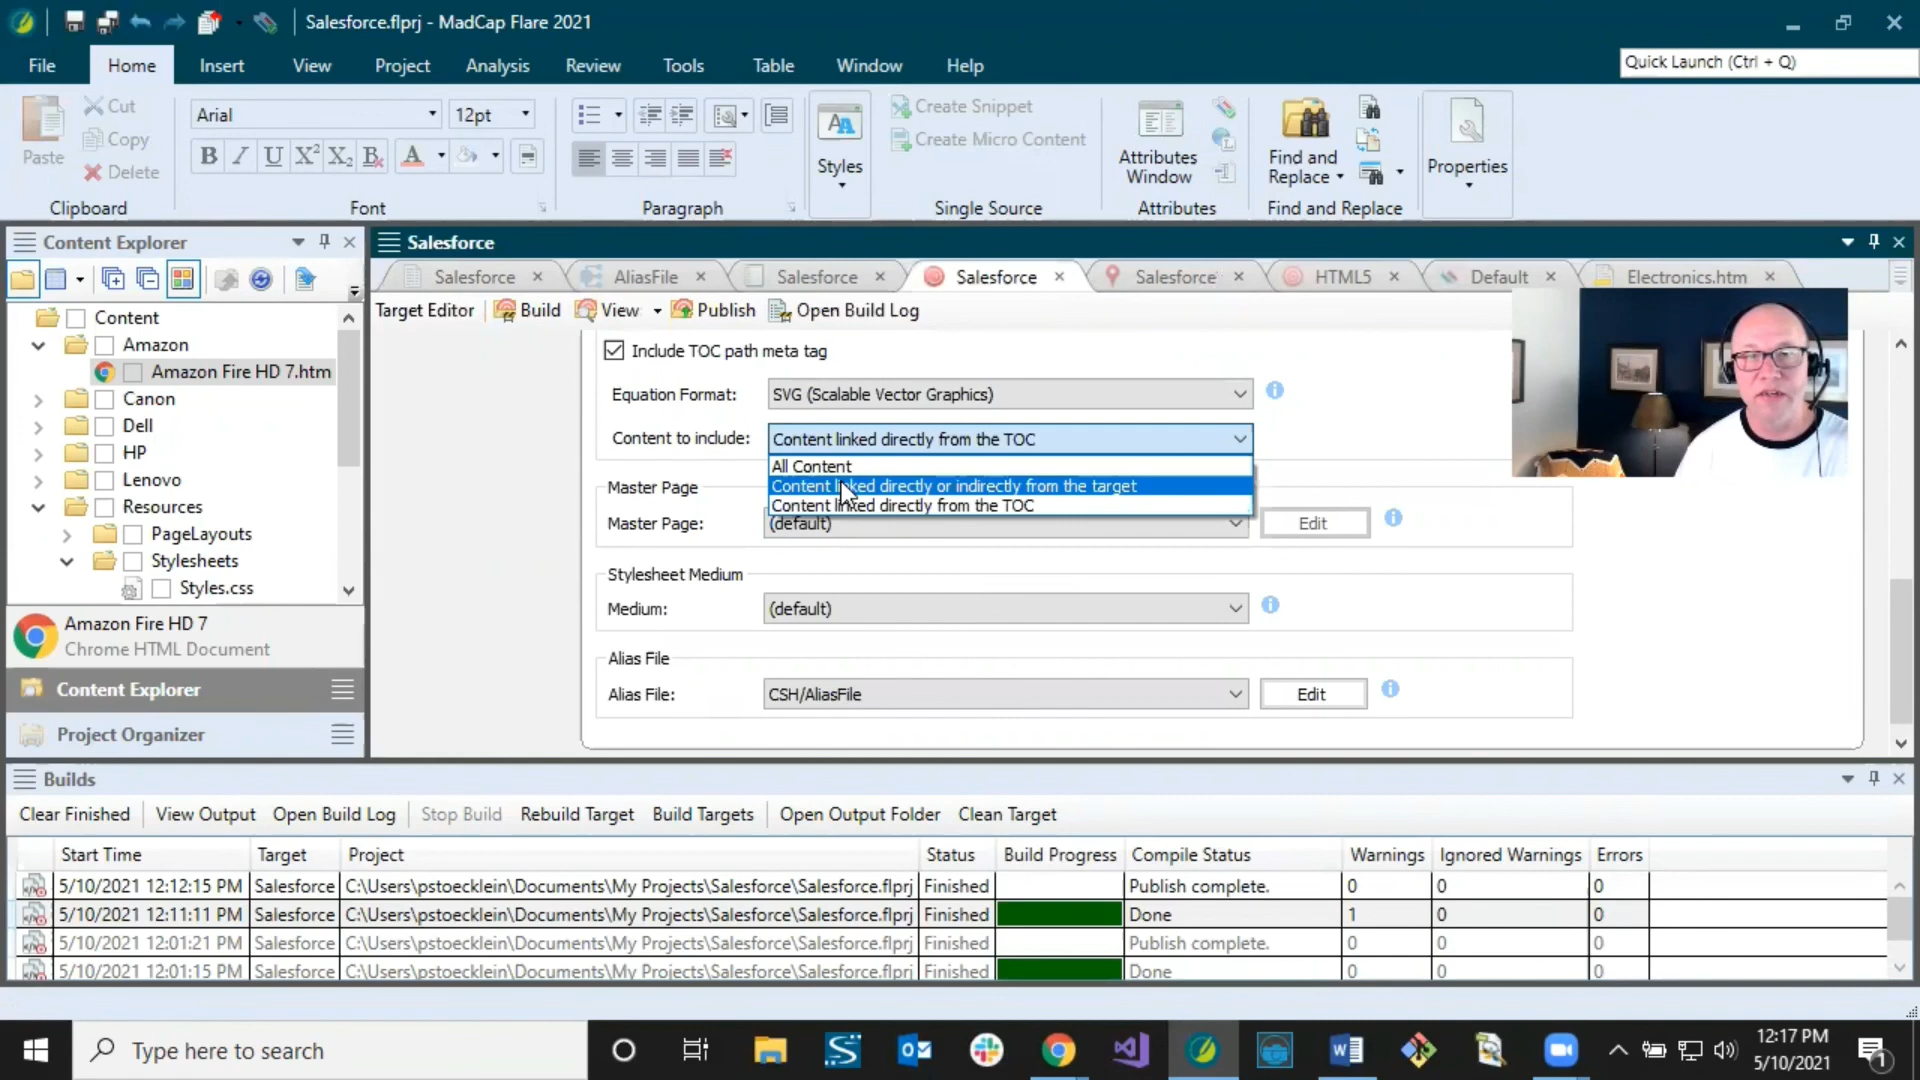 Salesforce.flprj - MadCap Flare 2021
File Home Insert View Project Analysis Review Tools Table Window Help
Quick Launch (Ctrl + Q)
Paste
Cut
Copy
Delete
Clipboard
Arial
12pt
B I U X² X₂ B
Font
Paragraph
Styles
Create Snippet
Create Micro Content
Single Source
Attributes
Window
Attributes
Find and
Replace
Find and Replace
Properties
Content Explorer
Content
Amazon
Amazon Fire HD 7.htm
Canon
Dell
HP
Lenovo
Resources
PageLayouts
Stylesheets
Styles.css
Amazon Fire HD 7
Chrome HTML Document
Content Explorer
Project Organizer
Salesforce
Salesforce AliasFile Salesforce Salesforce Salesforce HTML5 Default Electronics.htm
Target Editor Build View Publish Open Build Log
Include TOC path meta tag
Equation Format: SVG (Scalable Vector Graphics)
Content to include: Content linked directly from the TOC
All Content
Content linked directly or indirectly from the target
Content linked directly from the TOC
Master Page
Master Page: (default) Edit
Stylesheet Medium
Medium: (default)
Alias File
Alias File: CSH/AliasFile Edit
Builds
Clear Finished View Output Open Build Log Stop Build Rebuild Target Build Targets Open Output Folder Clean Target
Start Time Target Project Status Build Progress Compile Status Warnings Ignored Warnings Errors
5/10/2021 12:12:15 PM Salesforce C:\Users\pstoecklein\Documents\My Projects\Salesforce\Salesforce.flprj Finished Publish complete. 0 0 0
5/10/2021 12:11:11 PM Salesforce C:\Users\pstoecklein\Documents\My Projects\Salesforce\Salesforce.flprj Finished Done 1 0 0
5/10/2021 12:01:21 PM Salesforce C:\Users\pstoecklein\Documents\My Projects\Salesforce\Salesforce.flprj Finished Publish complete. 0 0 0
5/10/2021 12:01:15 PM Salesforce C:\Users\pstoecklein\Documents\My Projects\Salesforce\Salesforce.flprj Finished Done 0 0 0
Type here to search
12:17 PM
5/10/2021
1